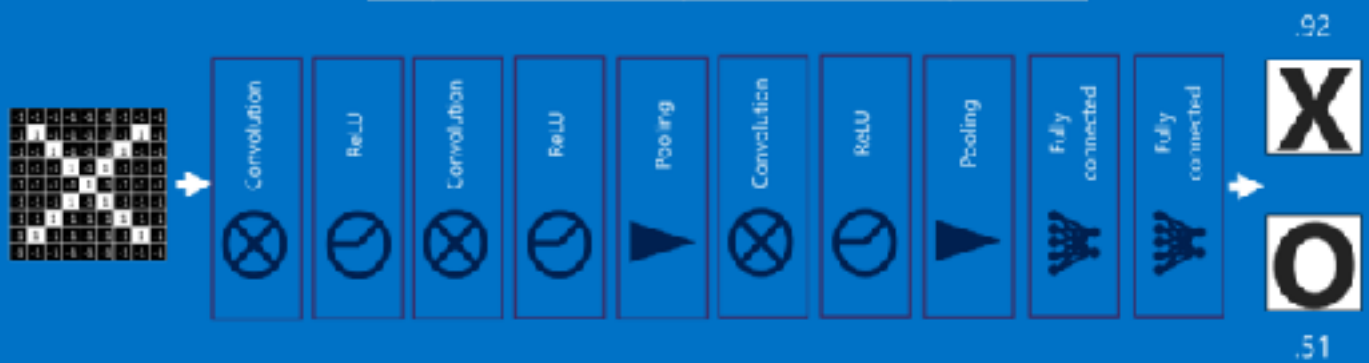 Convolution
ReLU
Convolution
ReLU
Pooling
Convolution
ReLU
Pooling
Fully
connected
Fully
connected
.92
X
O
.51